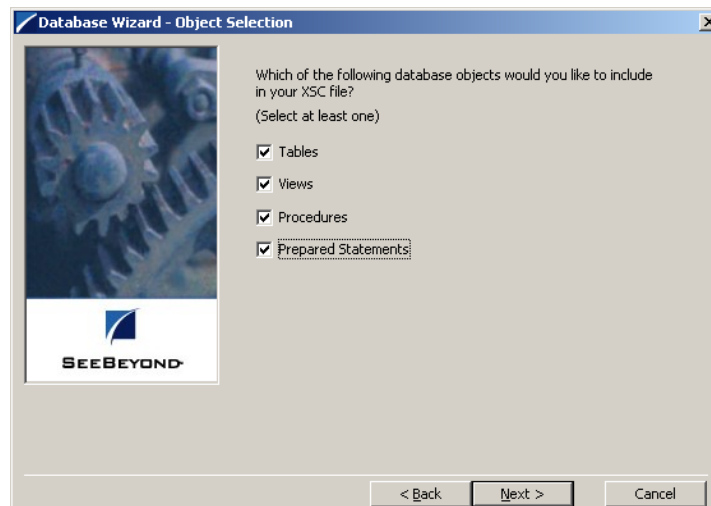 Database Wizard - Object Selection
Which of the following database objects would you like to include
in your XSC file?
(Select at least one)
Tables
Views
Procedures
Prepared Statements
SEEBEYOND
< Back
Next >
Cancel